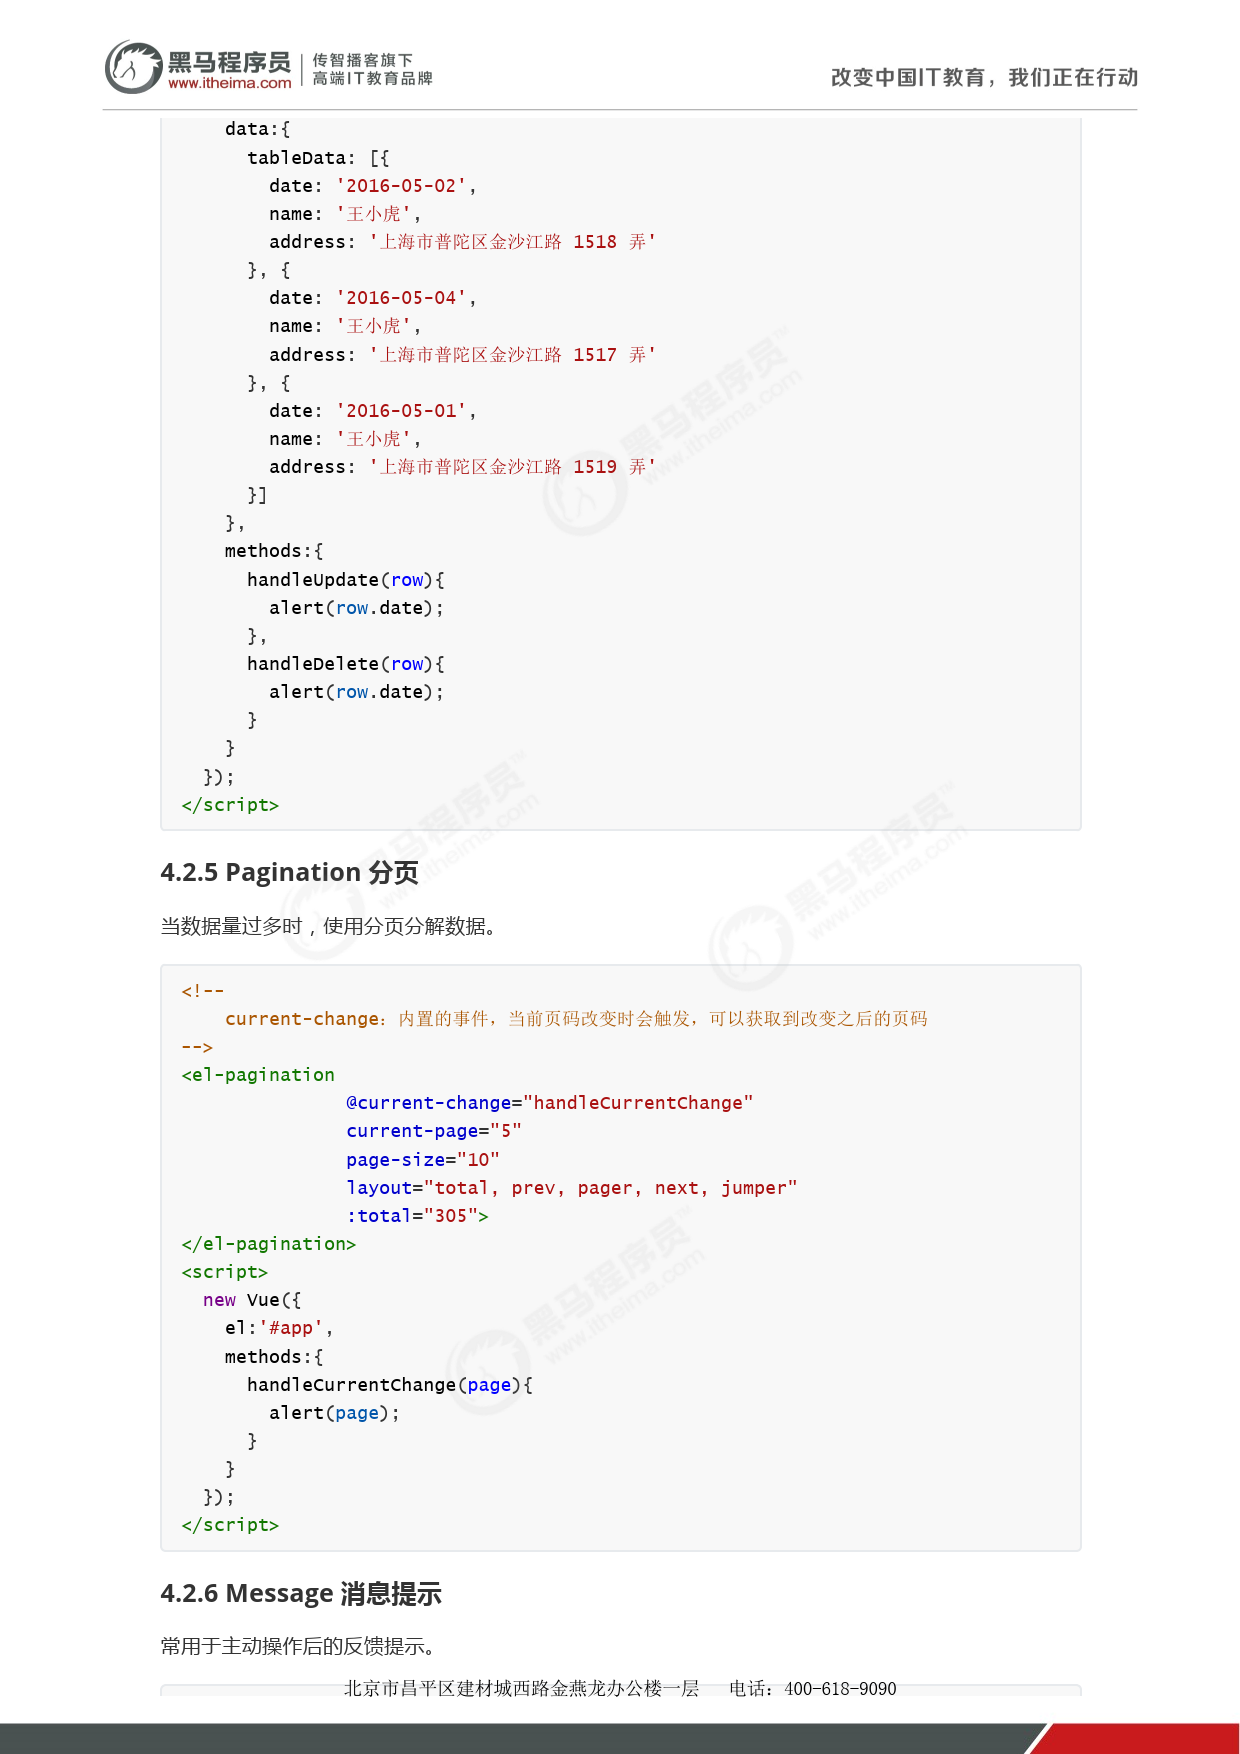 黑马程序员
www.itheima.com
传智播客旗下
高端IT教育品牌
改变中国IT教育，我们正在行动
    data:{
      tableData: [{
        date: '2016-05-02',
        name: '王小虎',
        address: '上海市普陀区金沙江路 1518 弄'
      }, {
        date: '2016-05-04',
        name: '王小虎',
        address: '上海市普陀区金沙江路 1517 弄'
      }, {
        date: '2016-05-01',
        name: '王小虎',
        address: '上海市普陀区金沙江路 1519 弄'
      }]
    },
    methods:{
      handleUpdate(row){
        alert(row.date);
      },
      handleDelete(row){
        alert(row.date);
      }
    }
  });
</script>
4.2.5 Pagination 分页
当数据量过多时，使用分页分解数据。
<!--
    current-change：内置的事件，当前页码改变时会触发，可以获取到改变之后的页码
-->
<el-pagination
               @current-change="handleCurrentChange"
               current-page="5"
               page-size="10"
               layout="total, prev, pager, next, jumper"
               :total="305">
</el-pagination>
<script>
  new Vue({
    el:'#app',
    methods:{
      handleCurrentChange(page){
        alert(page);
      }
    }
  });
</script>
4.2.6 Message 消息提示
常用于主动操作后的反馈提示。
北京市昌平区建材城西路金燕龙办公楼一层 电话：400-618-9090